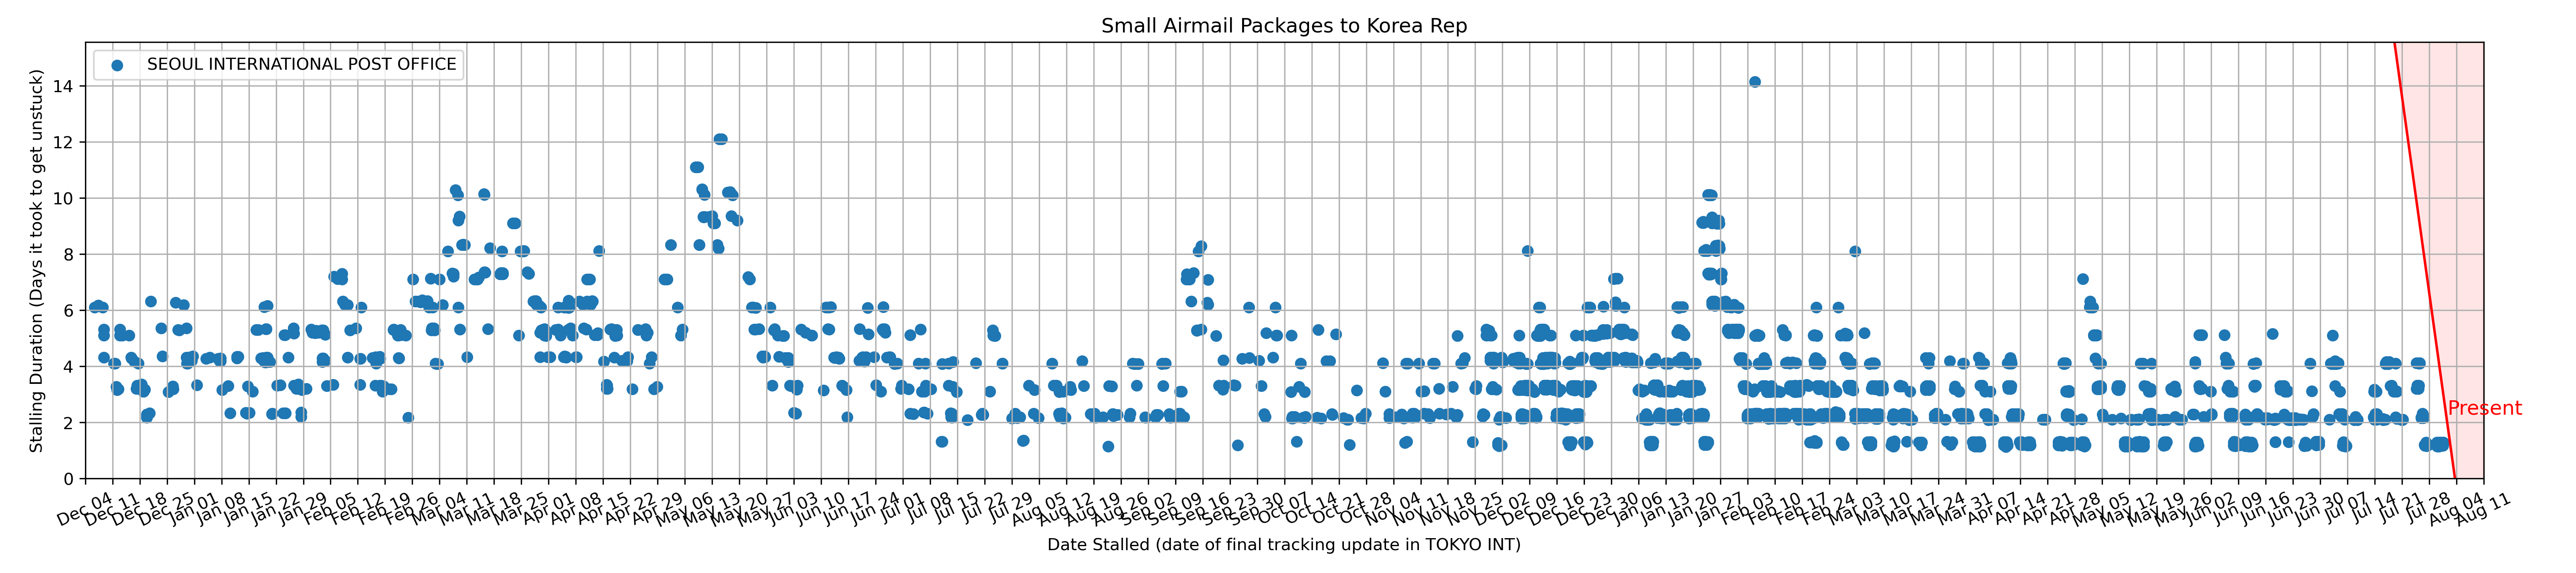 Small Airmail Packages to Korea Rep
SEOUL INTERNATIONAL POST OFFICE
Stalling Duration (Days it took to get unstuck)
14
12
10
8
6
4
2
0
Present
Dec 04
Dec 11
Dec 18
Dec 25
Jan 01
Jan 08
Jan 15
Jan 22
Jan 29
Feb 05
Feb 12
Feb 19
Feb 26
Mar 04
Mar 11
Mar 18
Mar 25
Apr 01
Apr 08
Apr 15
Apr 22
Apr 29
May 06
May 13
May 20
May 27
Jun 03
Jun 10
Jun 17
Jun 24
Jul 01
Jul 08
Jul 15
Jul 22
Jul 29
Aug 05
Aug 12
Aug 19
Aug 26
Sep 02
Sep 09
Sep 16
Sep 23
Sep 30
Oct 07
Oct 14
Oct 21
Oct 28
Nov 04
Nov 11
Nov 18
Nov 25
Dec 02
Dec 09
Dec 16
Dec 23
Dec 30
Jan 06
Jan 13
Jan 20
Jan 27
Feb 03
Feb 10
Feb 17
Feb 24
Mar 03
Mar 10
Mar 17
Mar 24
Mar 31
Apr 07
Apr 14
Apr 21
Apr 28
May 05
May 12
May 19
May 26
Jun 02
Jun 09
Jun 16
Jun 23
Jun 30
Jul 07
Jul 14
Jul 21
Jul 28
Aug 04
Aug 11
Date Stalled (date of final tracking update in TOKYO INT)